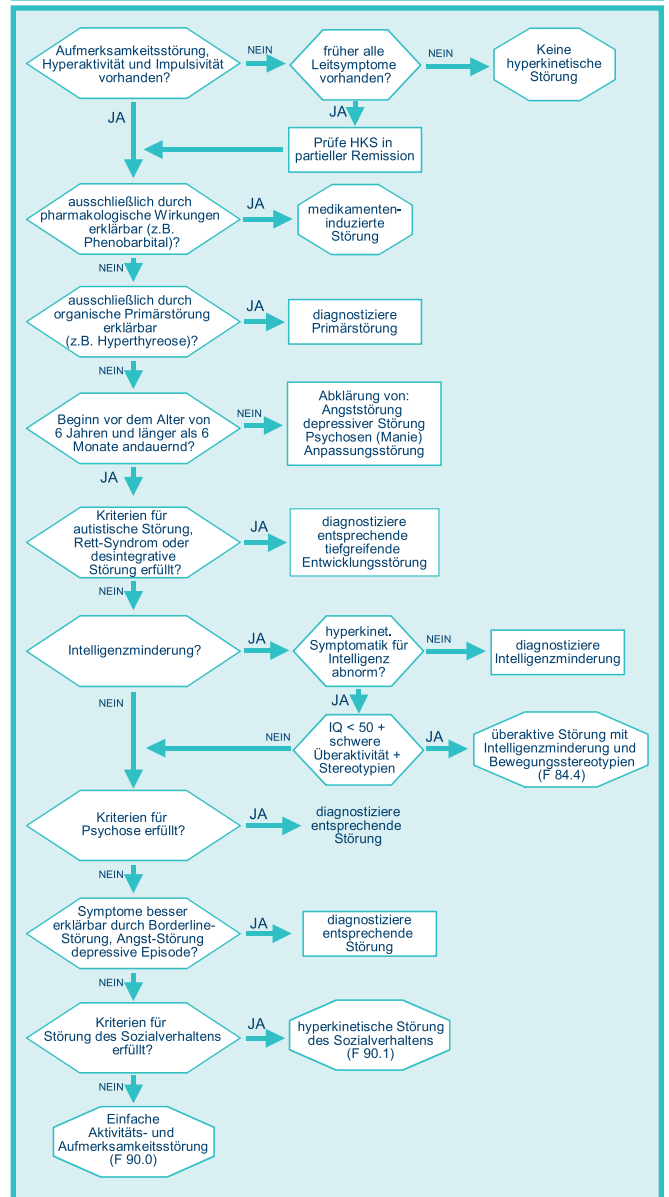 Aufmerksamkeitsstörung,
Hyperaktivität und Impulsivität
vorhanden?
NEIN
früher alle
Leitsymptome
vorhanden?
NEIN
Keine
hyperkinetische
Störung
JA
JA
Prüfe HKS in
partieller Remission
ausschließlich durch
pharmakologische Wirkungen
erklärbar (z.B.
Phenobarbital)?
JA
medikamenten-
induzierte
Störung
NEIN
ausschließlich durch
organische Primärstörung
erklärbar
(z.B. Hyperthyreose)?
JA
diagnostiziere
Primärstörung
NEIN
Beginn vor dem Alter von
6 Jahren und länger als 6
Monate andauernd?
NEIN
Abklärung von:
Angststörung
depressiver Störung
Psychosen (Manie)
Anpassungsstörung
JA
Kriterien für
autistische Störung,
Rett-Syndrom oder
desintegrative
Störung erfüllt?
JA
diagnostiziere
entsprechende
tiefgreifende
Entwicklungsstörung
NEIN
Intelligenzminderung?
JA
hyperkinet.
Symptomatik für
Intelligenz
abnorm?
NEIN
diagnostiziere
Intelligenzminderung
NEIN
JA
NEIN
IQ < 50 +
schwere
Überaktivität +
Stereotypien
JA
überaktive Störung mit
Intelligenzminderung und
Bewegungsstereotypien
(F 84.4)
Kriterien für
Psychose erfüllt?
JA
diagnostiziere
entsprechende
Störung
NEIN
Symptome besser
erklärbar durch Borderline-
Störung, Angst-Störung
depressive Episode?
JA
diagnostiziere
entsprechende
Störung
NEIN
Kriterien für
Störung des Sozialverhaltens
erfüllt?
JA
hyperkinetische Störung
des Sozialverhaltens
(F 90.1)
NEIN
Einfache
Aktivitäts- und
Aufmerksamkeitsstörung
(F 90.0)